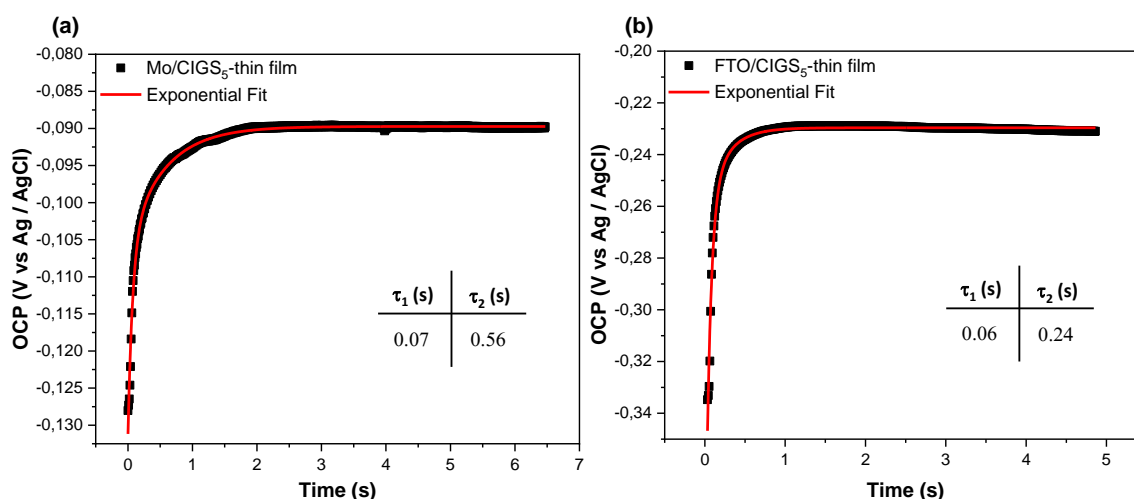 (a)
-0,080
-0,085
-0,090
-0,095
-0,100
-0,105
-0,110
-0,115
-0,120
-0,125
-0,130
OCP (V vs Ag / AgCl)
Mo/CIGS₅-thin film
Exponential Fit
τ₁ (s) τ₂ (s)
0.07 0.56
0 1 2 3 4 5 6 7
Time (s)
(b)
-0,20
-0,22
-0,24
-0,26
-0,28
-0,30
-0,32
-0,34
OCP (V vs Ag / AgCl)
FTO/CIGS₅-thin film
Exponential Fit
τ₁ (s) τ₂ (s)
0.06 0.24
0 1 2 3 4 5
Time (s)